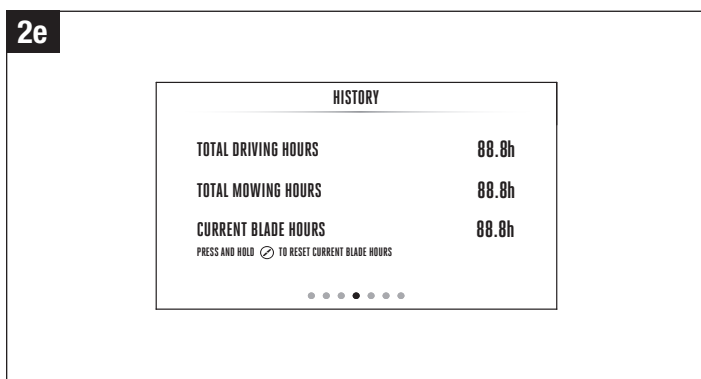 2e
HISTORY
TOTAL DRIVING HOURS 88.8h
TOTAL MOWING HOURS 88.8h
CURRENT BLADE HOURS 88.8h
PRESS AND HOLD TO RESET CURRENT BLADE HOURS